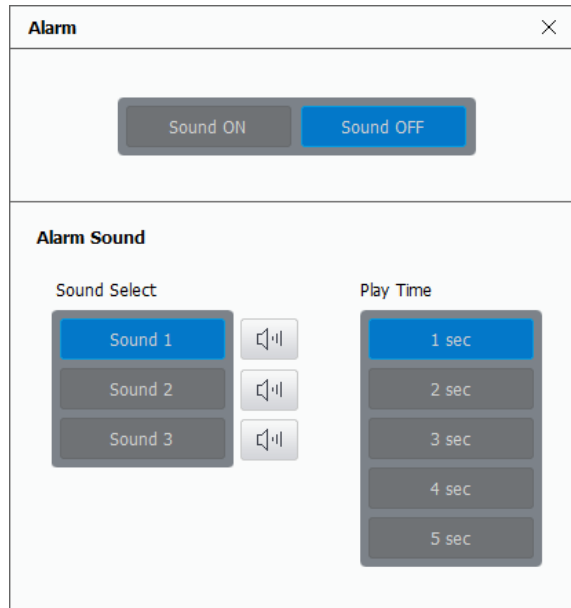 Alarm
Sound ON
Sound OFF
Alarm Sound
Sound Select
Sound 1
Sound 2
Sound 3
Play Time
1 sec
2 sec
3 sec
4 sec
5 sec